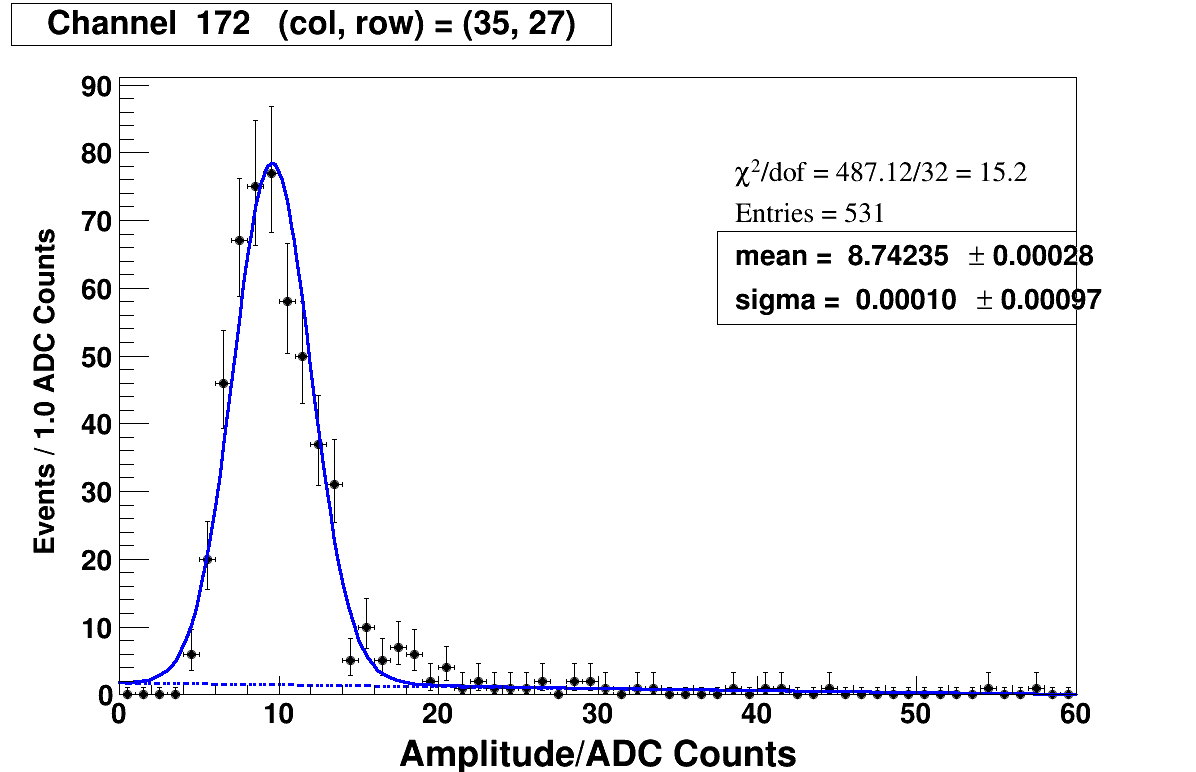 Channel 172 (col, row) = (35, 27)
90
80
70
60
50
40
30
20
10
0
Events / 1.0 ADC Counts
χ²/dof = 487.12/32 = 15.2
Entries = 531
mean = 8.74235 ± 0.00028
sigma = 0.00010 ± 0.00097
0 10 20 30 40 50 60
Amplitude/ADC Counts